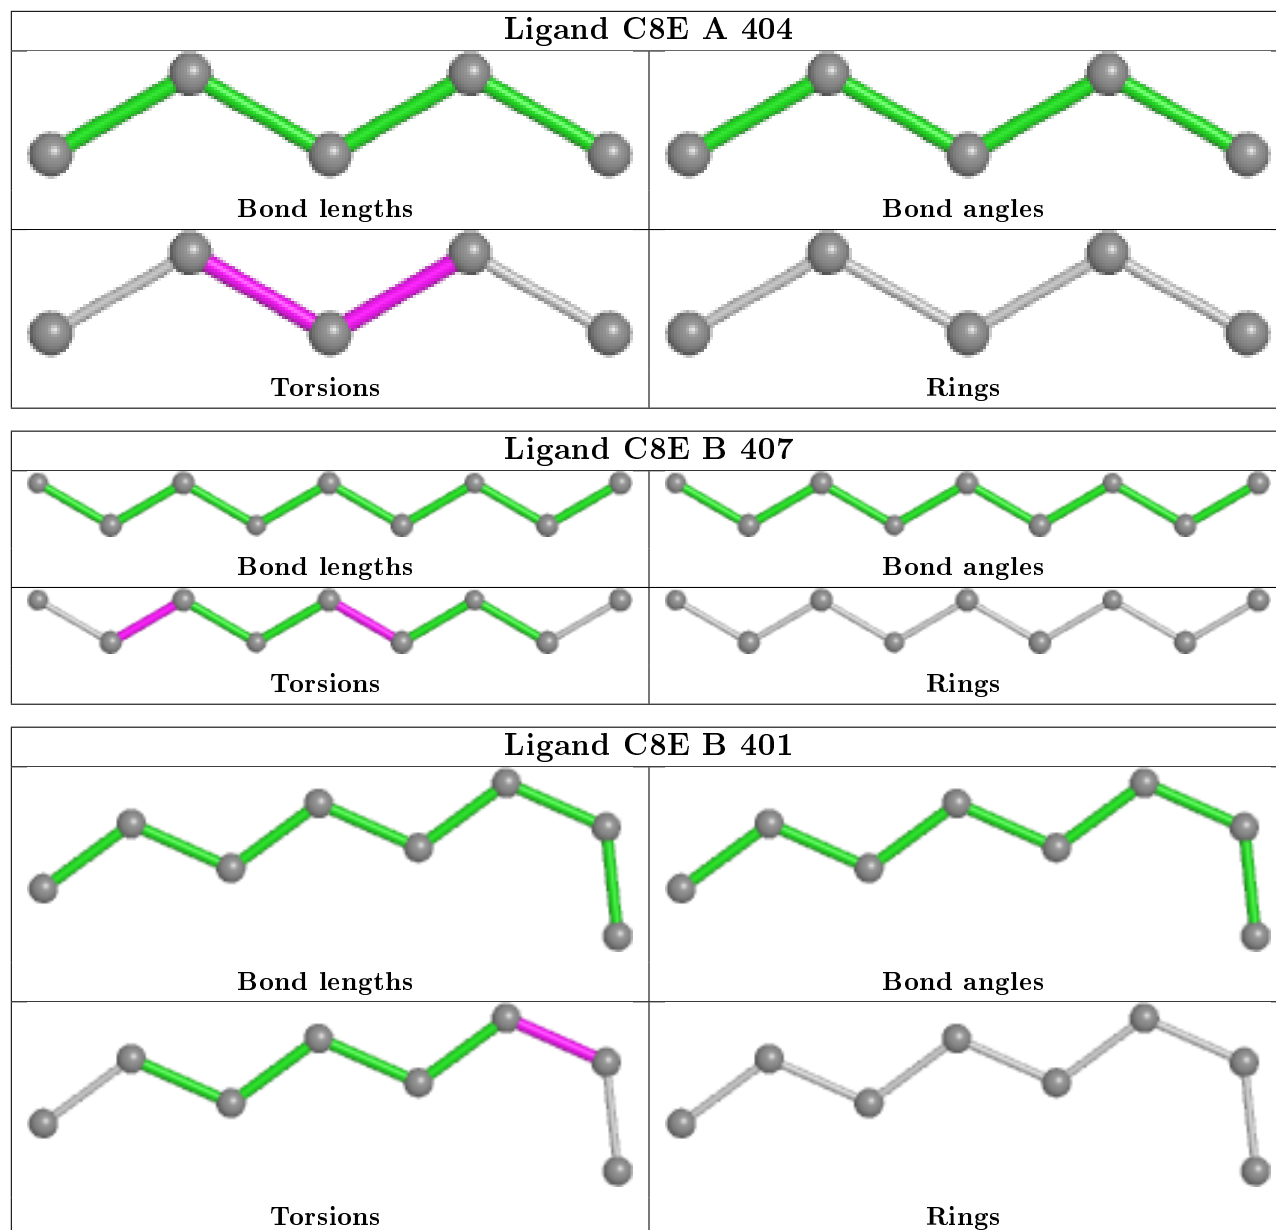 Ligand C8E A 404
Bond lengths
Bond angles
Torsions
Rings
Ligand C8E B 407
Bond lengths
Bond angles
Torsions
Rings
Ligand C8E B 401
Bond lengths
Bond angles
Torsions
Rings